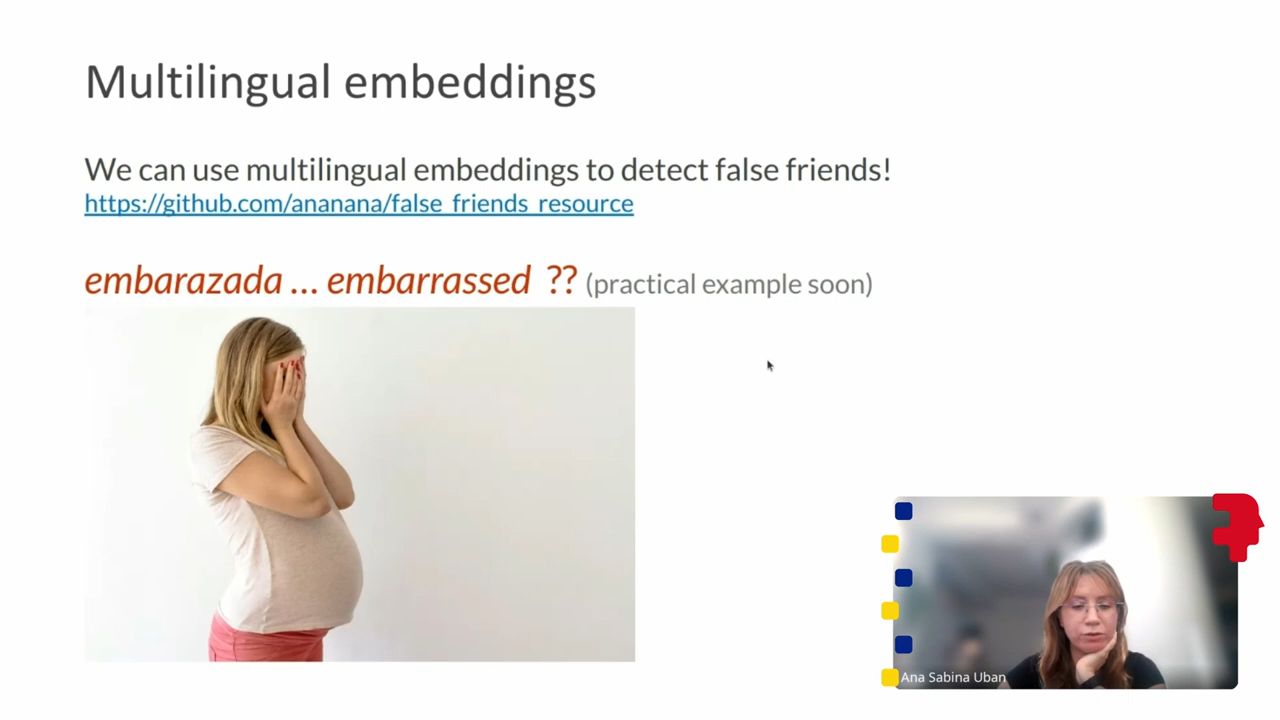 Multilingual embeddings
We can use multilingual embeddings to detect false friends!
https://github.com/ananana/false_friends_resource
embarazada ... embarrassed ?? (practical example soon)
Ana Sabina Uban